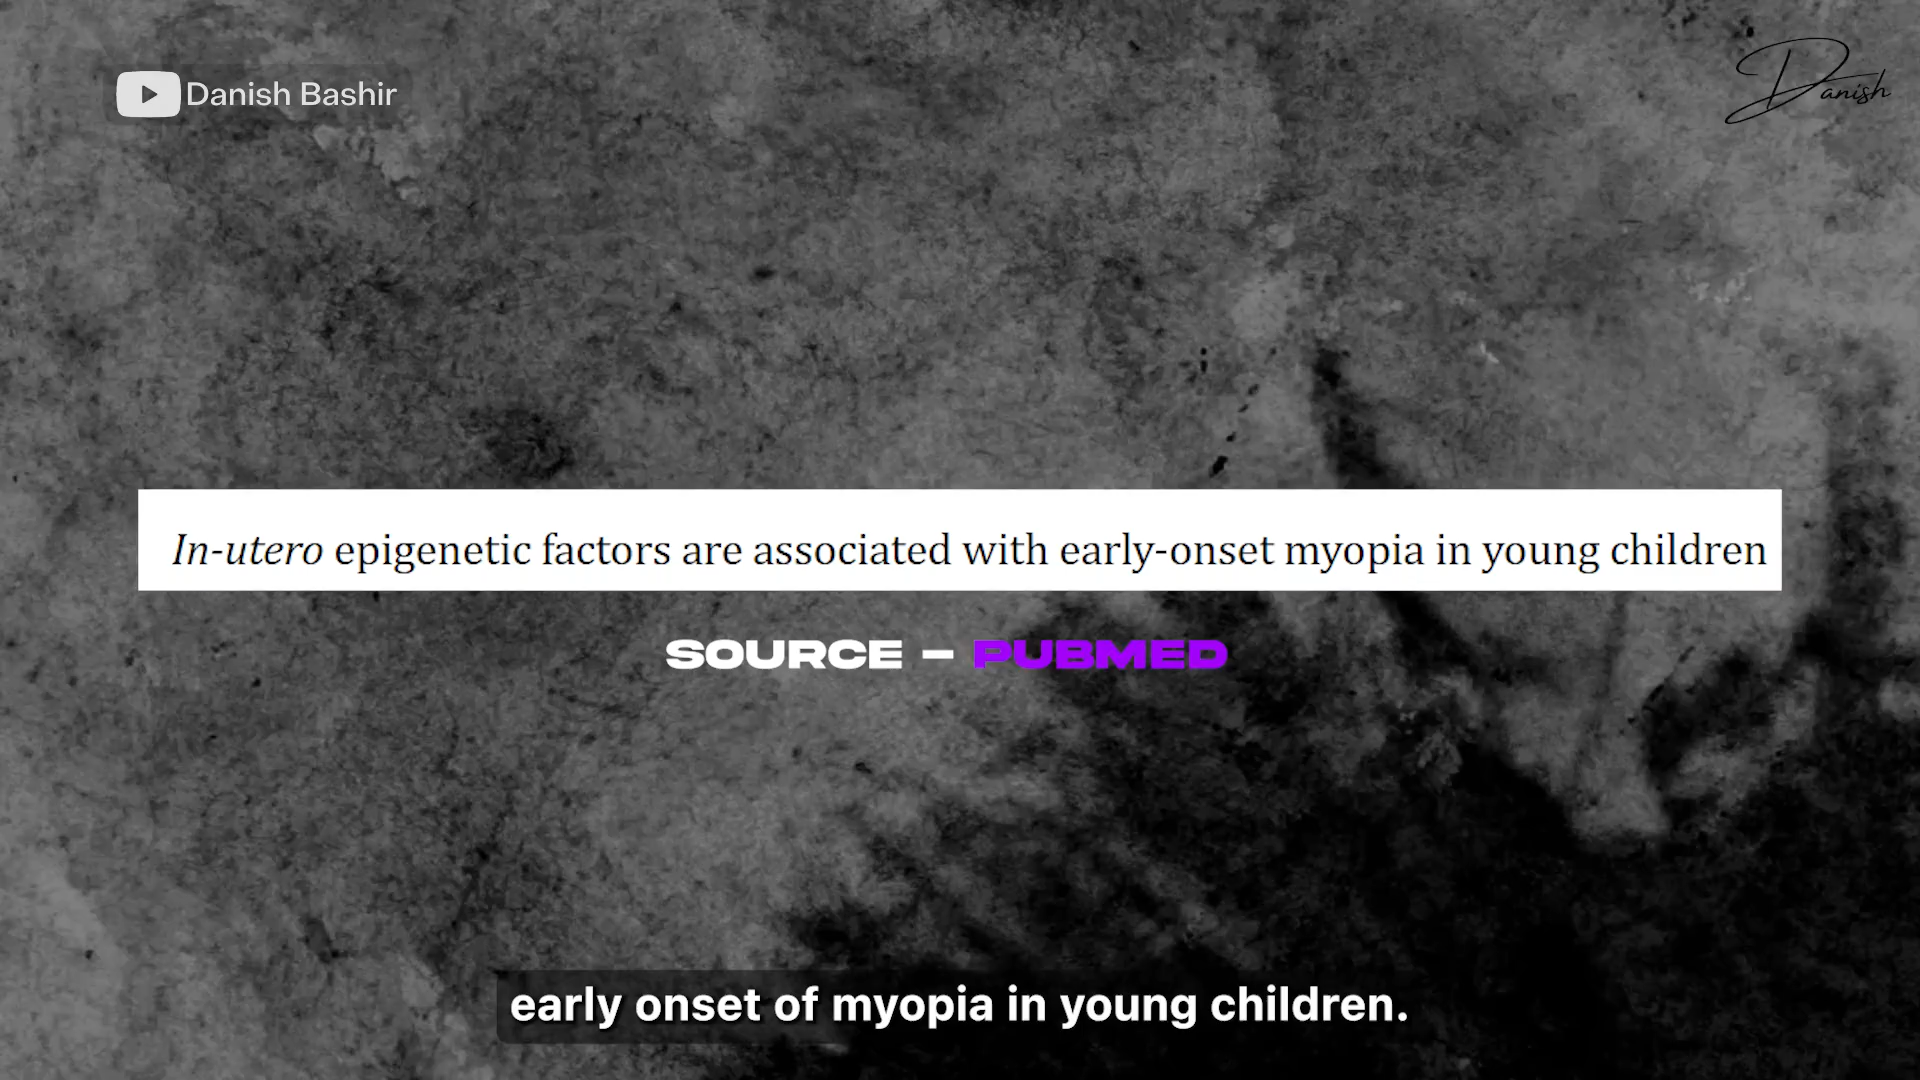 Danish Bashir
Danish
In-utero epigenetic factors are associated with early-onset myopia in young children
SOURCE – PUBMED
early onset of myopia in young children.